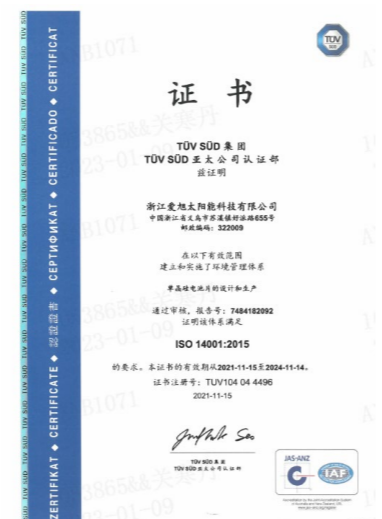 ZERTIFIKAT ◆ CERTIFICATE ◆ 認證證書 ◆ СЕРТИФИКАТ ◆ CERTIFICADO ◆ CERTIFICAT
TÜV SÜD
证 书
TÜV SÜD 集 团
TÜV SÜD 亚 太 公 司 认 证 部
兹证明
浙江爱旭太阳能科技有限公司
中国浙江省义乌市苏溪镇好派路655号
邮政编码：322009
在以下有效范围
建立和实施了环境管理体系
单晶硅电池片的设计和生产
通过审核，报告号：7484182092
证明该体系满足
ISO 14001:2015
的要求。本证书的有效期从2021-11-15至2024-11-14。
证书注册号：TUV104 04 4496
2021-11-15
TÜV SÜD 集 团
TÜV SÜD 亚太公司认证部
JAS-ANZ
IAF